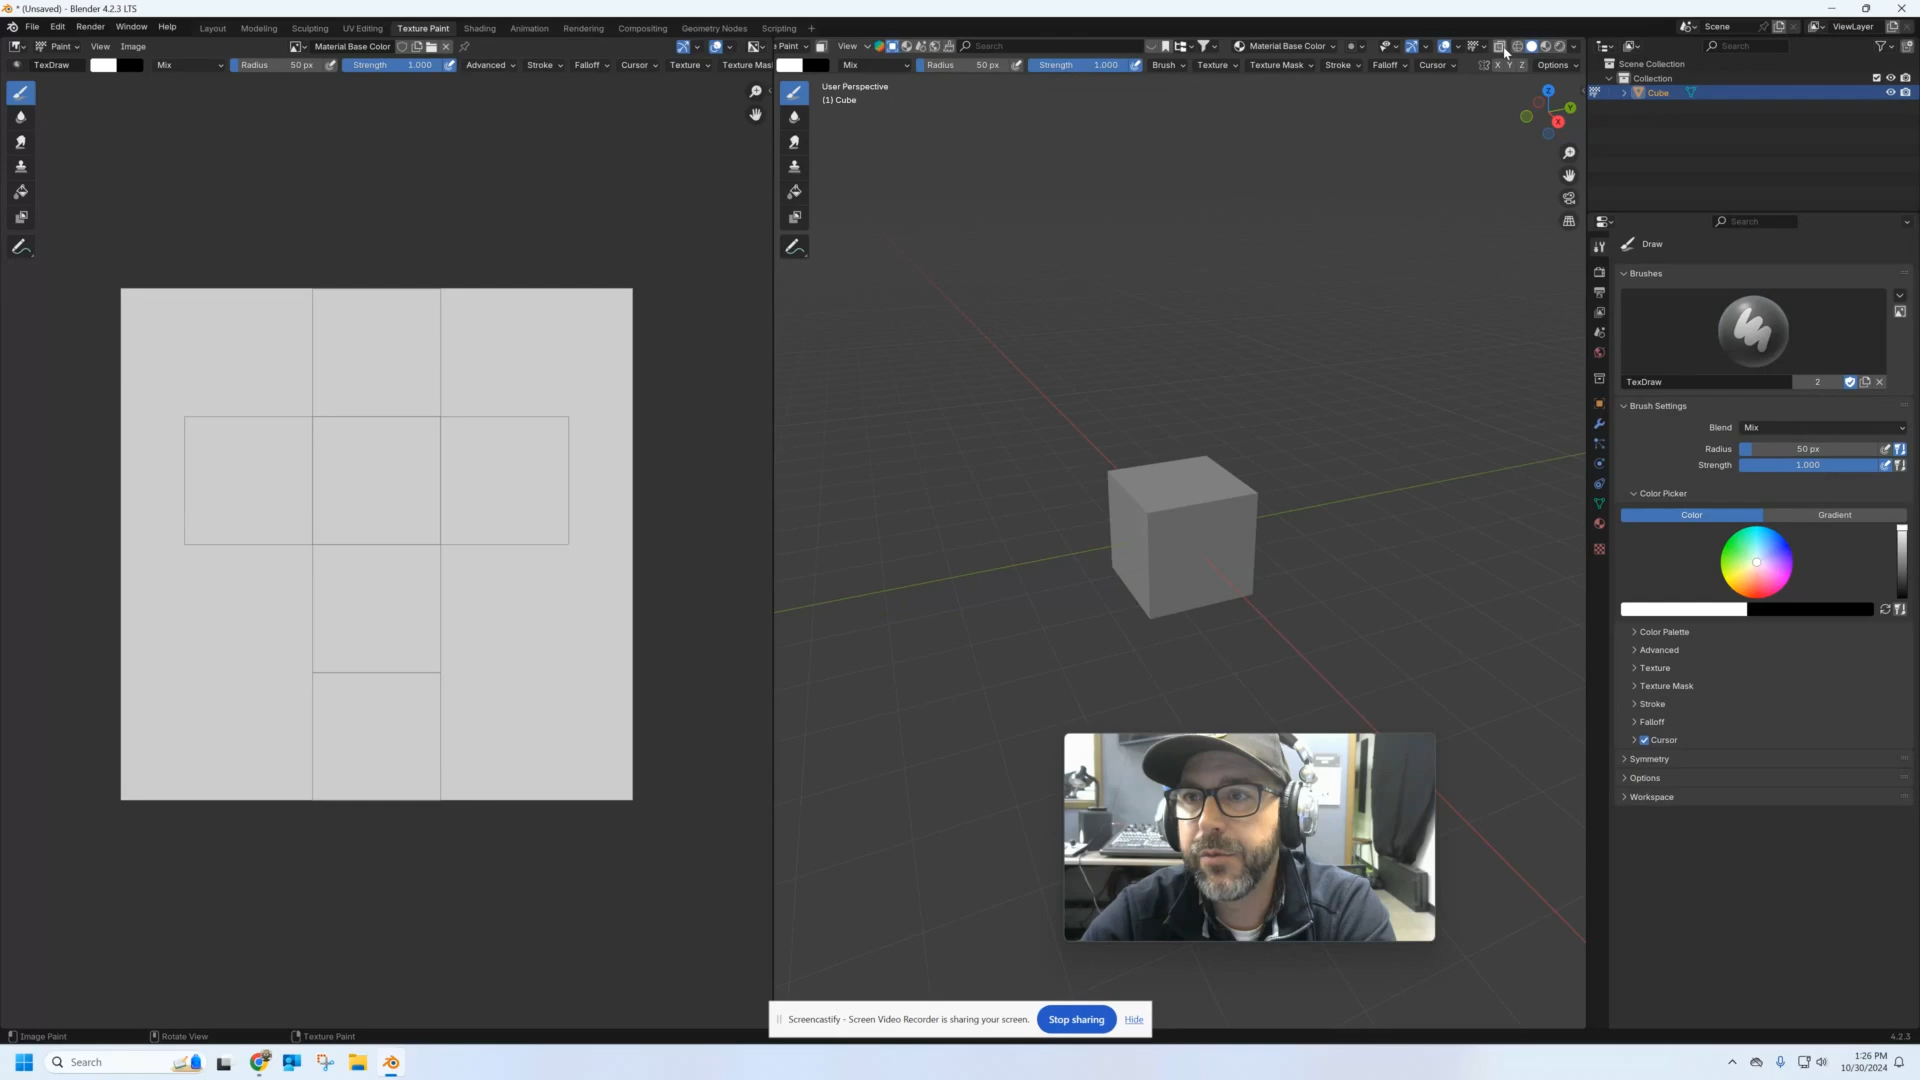 * (Unsaved) - Blender 4.2.3 LTS
File Edit Render Window Help
Layout Modeling Sculpting UV Editing Texture Paint Shading Animation Rendering Compositing Geometry Nodes Scripting +
Scene
ViewLayer
Paint View Image
Material Base Color
Paint View
Search
Material Base Color
Search
TexDraw Mix Radius 50 px Strength 1.000 Advanced Stroke Falloff Cursor Texture Texture Mas
Mix Radius 50 px Strength 1.000 Brush Texture Texture Mask Stroke Falloff Cursor X Y Z Options
Scene Collection
Collection
Cube
User Perspective
(1) Cube
Z
Y
X
Search
Draw
Brushes
TexDraw 2
Brush Settings
Blend Mix
Radius 50 px
Strength 1.000
Color Picker
Color Gradient
Color Palette
Advanced
Texture
Texture Mask
Stroke
Falloff
Cursor
Symmetry
Options
Workspace
Screencastify - Screen Video Recorder is sharing your screen.
Stop sharing
Hide
Image Paint Rotate View Texture Paint
4.2.3
Search
1:26 PM
10/30/2024